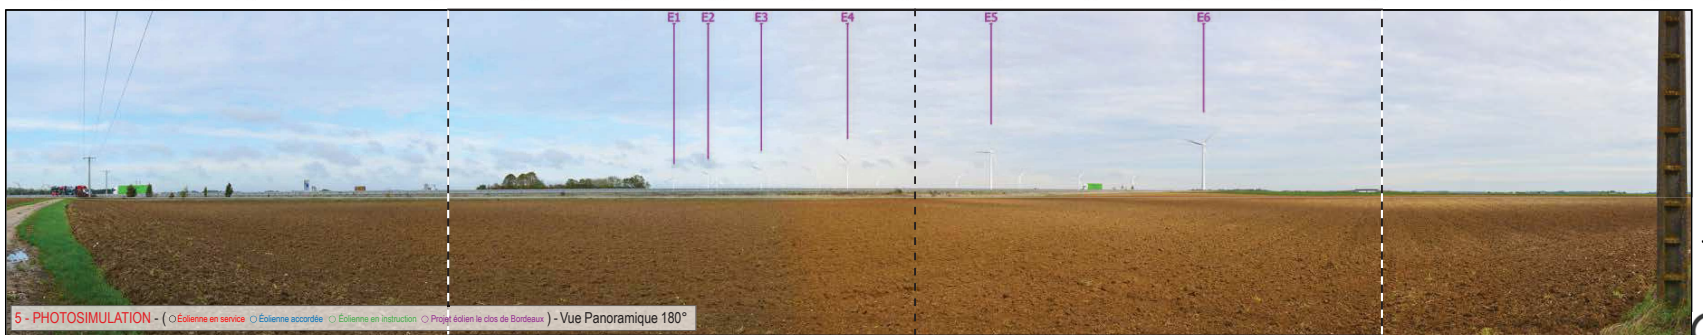 E1 E2 E3 E4 E5 E6
5 - PHOTOSIMULATION - ( Éolienne en service Éolienne accordée Éolienne en instruction Projet éolien le clos de Bordeaux ) - Vue Panoramique 180°